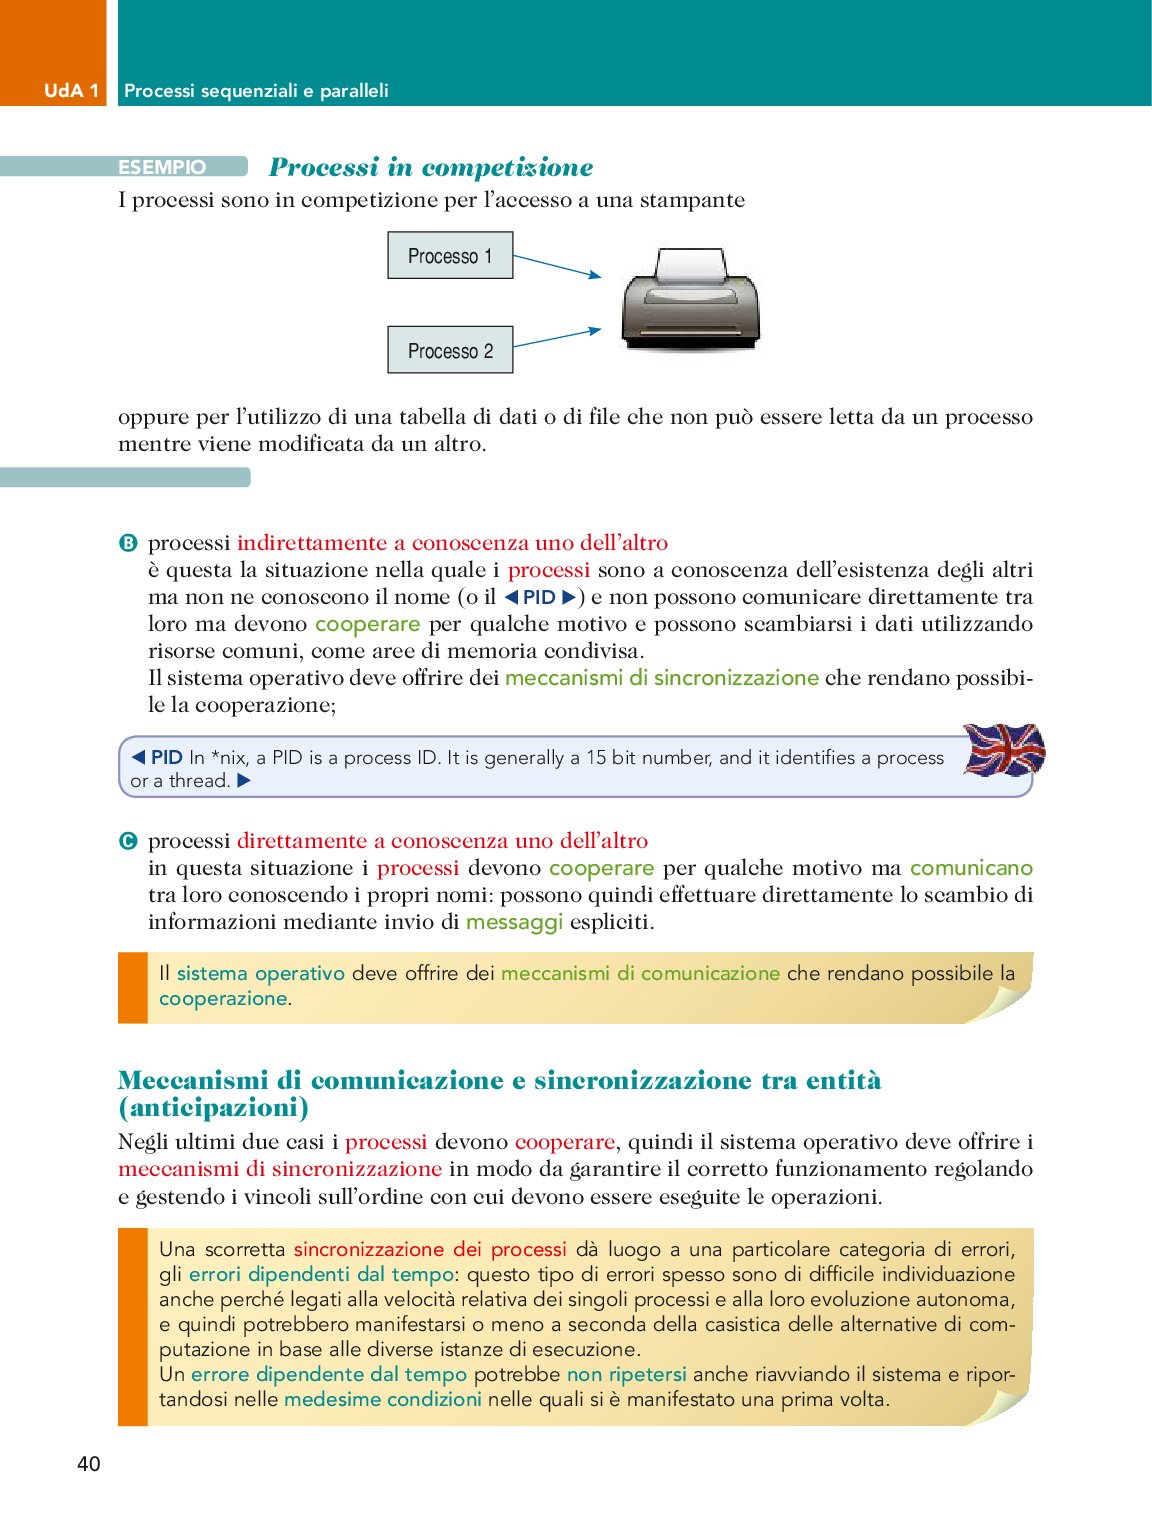 UdA 1 Processi sequenziali e paralleli
ESEMPIO Processi in competizione
I processi sono in competizione per l’accesso a una stampante
Processo 1
Processo 2
oppure per l’utilizzo di una tabella di dati o di file che non può essere letta da un processo
mentre viene modificata da un altro.
B processi indirettamente a conoscenza uno dell’altro
è questa la situazione nella quale i processi sono a conoscenza dell’esistenza degli altri
ma non ne conoscono il nome (o il ◀ PID ▶) e non possono comunicare direttamente tra
loro ma devono cooperare per qualche motivo e possono scambiarsi i dati utilizzando
risorse comuni, come aree di memoria condivisa.
Il sistema operativo deve offrire dei meccanismi di sincronizzazione che rendano possibi-
le la cooperazione;
◀ PID In *nix, a PID is a process ID. It is generally a 15 bit number, and it identifies a process
or a thread. ▶
C processi direttamente a conoscenza uno dell’altro
in questa situazione i processi devono cooperare per qualche motivo ma comunicano
tra loro conoscendo i propri nomi: possono quindi effettuare direttamente lo scambio di
informazioni mediante invio di messaggi espliciti.
Il sistema operativo deve offrire dei meccanismi di comunicazione che rendano possibile la
cooperazione.
Meccanismi di comunicazione e sincronizzazione tra entità
(anticipazioni)
Negli ultimi due casi i processi devono cooperare, quindi il sistema operativo deve offrire i
meccanismi di sincronizzazione in modo da garantire il corretto funzionamento regolando
e gestendo i vincoli sull’ordine con cui devono essere eseguite le operazioni.
Una scorretta sincronizzazione dei processi dà luogo a una particolare categoria di errori,
gli errori dipendenti dal tempo: questo tipo di errori spesso sono di difficile individuazione
anche perché legati alla velocità relativa dei singoli processi e alla loro evoluzione autonoma,
e quindi potrebbero manifestarsi o meno a seconda della casistica delle alternative di com-
putazione in base alle diverse istanze di esecuzione.
Un errore dipendente dal tempo potrebbe non ripetersi anche riavviando il sistema e ripor-
tandosi nelle medesime condizioni nelle quali si è manifestato una prima volta.
40